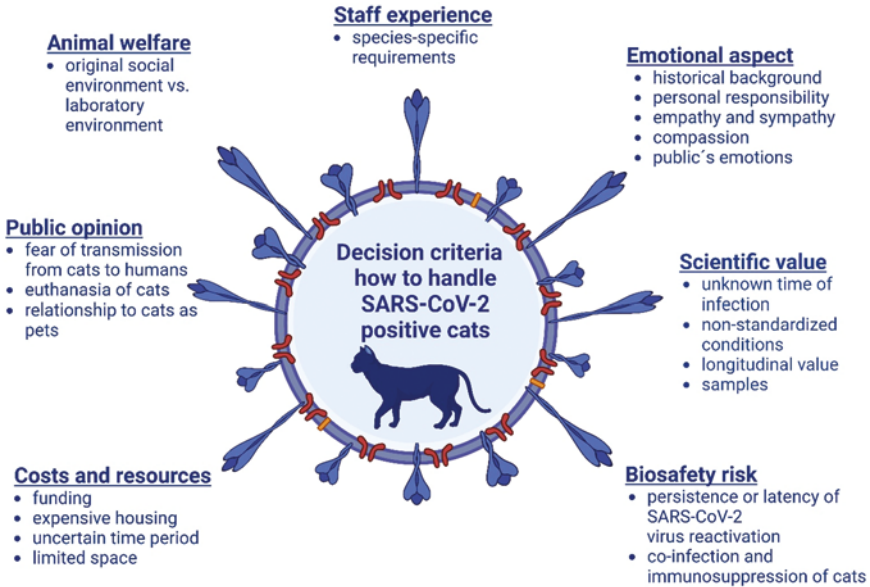 Staff experience
• species-specific
requirements
Animal welfare
• original social
environment vs.
laboratory
environment
Emotional aspect
• historical background
• personal responsibility
• empathy and sympathy
• compassion
• public´s emotions
Public opinion
• fear of transmission
from cats to humans
• euthanasia of cats
• relationship to cats as
pets
Decision criteria
how to handle
SARS-CoV-2
positive cats
Scientific value
• unknown time of
infection
• non-standardized
conditions
• longitudinal value
• samples
Costs and resources
• funding
• expensive housing
• uncertain time period
• limited space
Biosafety risk
• persistence or latency of
SARS-CoV-2
virus reactivation
• co-infection and
immunosuppression of cats